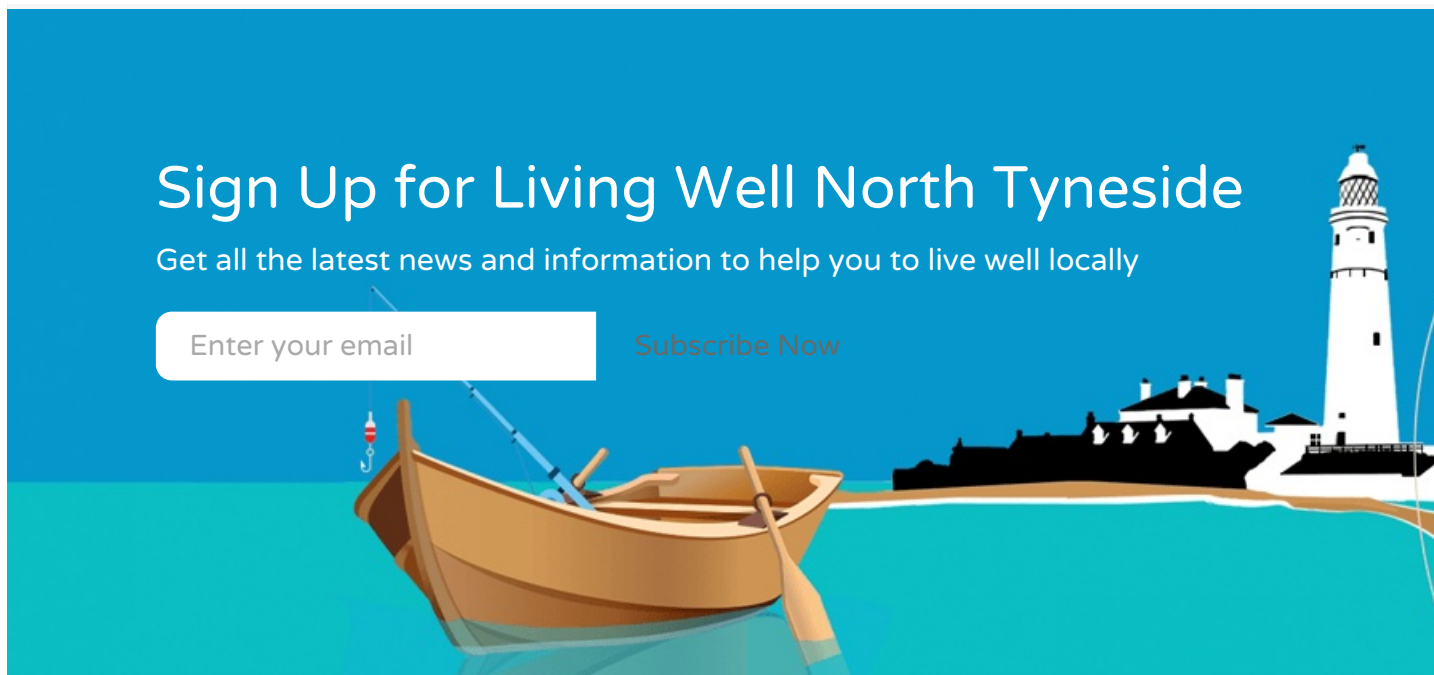 Sign Up for Living Well North Tyneside
Get all the latest news and information to help you to live well locally
Enter your email
Subscribe Now